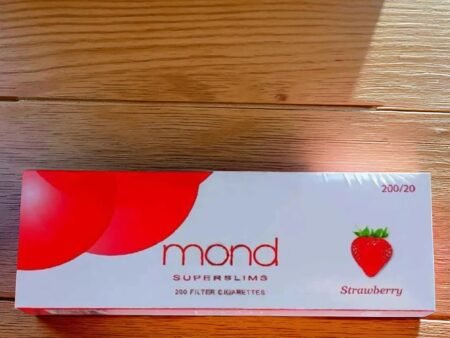 200/20
mond
SUPERSLIMS
200 FILTER CIGARETTES
Strawberry